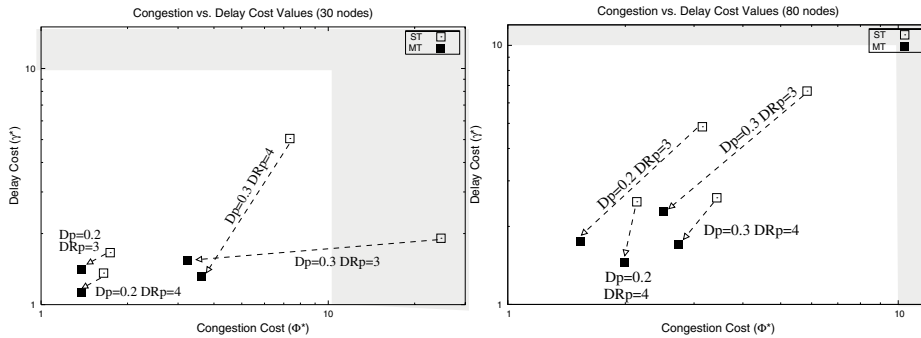 Congestion vs. Delay Cost Values (30 nodes)
ST
MT
10
1
Delay Cost (γ*)
Dp=0.2
DRp=3
Dp=0.2 DRp=4
Dp=0.3 DRp=4
Dp=0.3 DRp=3
1
10
Congestion Cost (Φ*)
Congestion vs. Delay Cost Values (80 nodes)
ST
MT
10
1
Delay Cost (γ*)
Dp=0.2 DRp=3
Dp=0.3 DRp=3
Dp=0.3 DRp=4
Dp=0.2
DRp=4
1
10
Congestion Cost (Φ*)